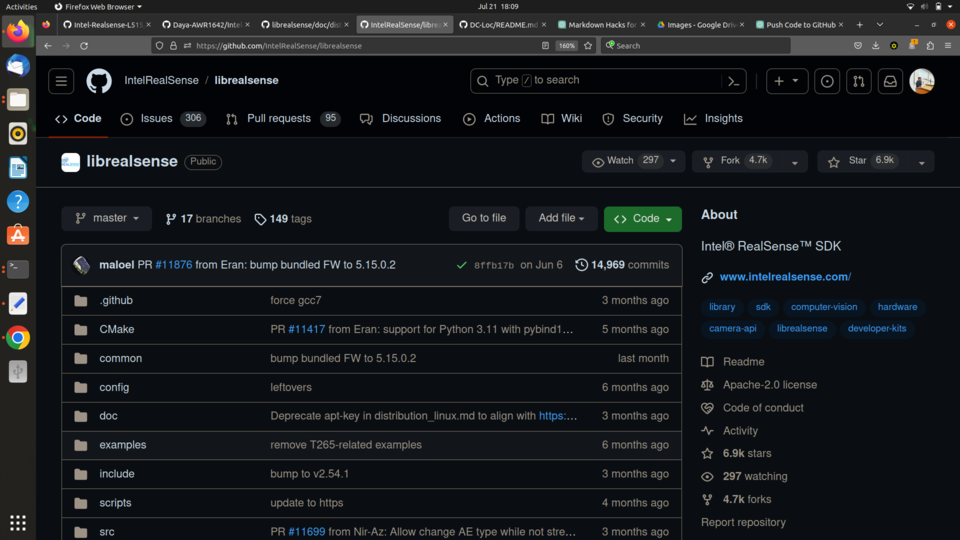 Activities Firefox Web Browser Jul 21 18:09
Intel-Realsense-L515 Daya-AWR1642/Intel librealsense/doc/dist IntelRealSense/libre DC-Loc/README.md Markdown Hacks for Images - Google Driv Push Code to GitHub
https://github.com/IntelRealSense/librealsense 160% Search
IntelRealSense / librealsense Type / to search
Code Issues 306 Pull requests 95 Discussions Actions Wiki Security Insights
librealsense Public Watch 297 Fork 4.7k Star 6.9k
master 17 branches 149 tags Go to file Add file Code
maloel PR #11876 from Eran: bump bundled FW to 5.15.0.2 8ffb17b on Jun 6 14,969 commits
.github force gcc7 3 months ago
CMake PR #11417 from Eran: support for Python 3.11 with pybind1… 5 months ago
common bump bundled FW to 5.15.0.2 last month
config leftovers 6 months ago
doc Deprecate apt-key in distribution_linux.md to align with https:… 3 months ago
examples remove T265-related examples 6 months ago
include bump to v2.54.1 3 months ago
scripts update to https 4 months ago
src PR #11699 from Nir-Az: Allow change AE type while not stre… 3 months ago
About
Intel® RealSense™ SDK
www.intelrealsense.com/
library sdk computer-vision hardware
camera-api librealsense developer-kits
Readme
Apache-2.0 license
Code of conduct
Activity
6.9k stars
297 watching
4.7k forks
Report repository